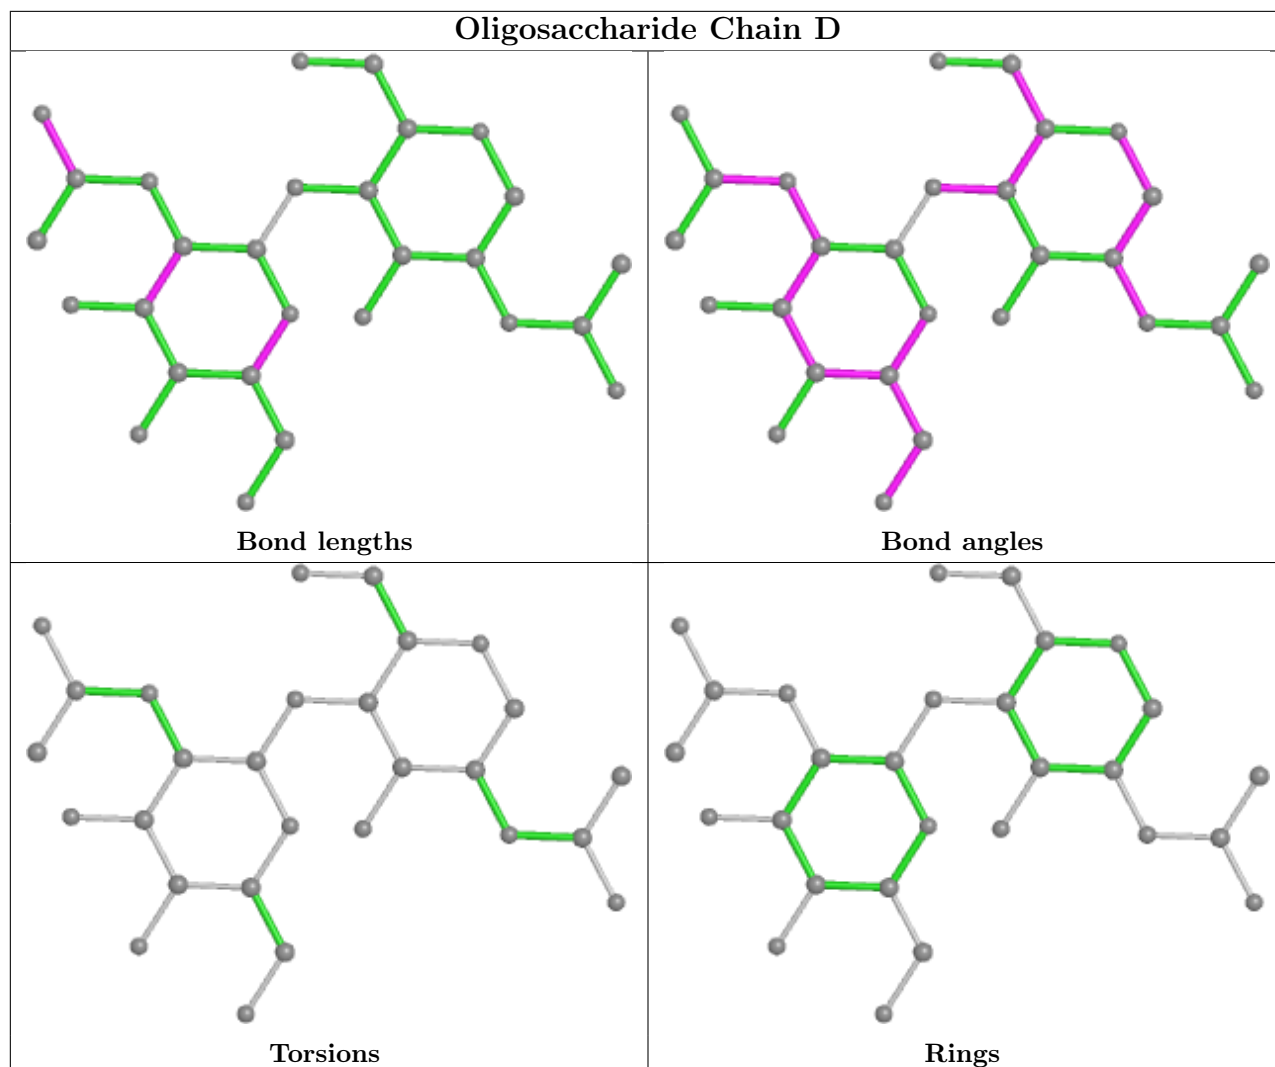 Oligosaccharide Chain D
Bond lengths
Bond angles
Torsions
Rings